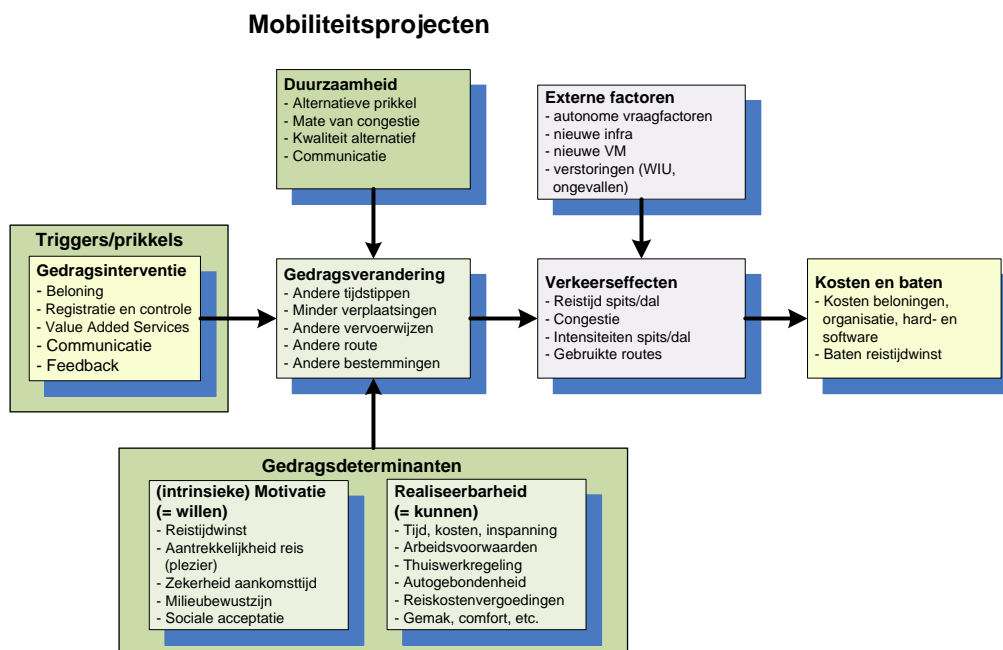 Mobiliteitsprojecten
Duurzaamheid
- Alternatieve prikkel
- Mate van congestie
- Kwaliteit alternatief
- Communicatie
Externe factoren
- autonome vraagfactoren
- nieuwe infra
- nieuwe VM
- verstoringen (WIU,
ongevallen)
Triggers/prikkels
Gedragsinterventie
- Beloning
- Registratie en controle
- Value Added Services
- Communicatie
- Feedback
Gedragsverandering
- Andere tijdstippen
- Minder verplaatsingen
- Andere vervoerwijzen
- Andere route
- Andere bestemmingen
Verkeerseffecten
- Reistijd spits/dal
- Congestie
- Intensiteiten spits/dal
- Gebruikte routes
Kosten en baten
- Kosten beloningen,
organisatie, hard- en
software
- Baten reistijdwinst
Gedragsdeterminanten
(intrinsieke) Motivatie
(= willen)
- Reistijdwinst
- Aantrekkelijkheid reis
(plezier)
- Zekerheid aankomsttijd
- Milieubewustzijn
- Sociale acceptatie
Realiseerbarheid
(= kunnen)
- Tijd, kosten, inspanning
- Arbeidsvoorwaarden
- Thuiswerkregeling
- Autogebondenheid
- Reiskostenvergoedingen
- Gemak, comfort, etc.